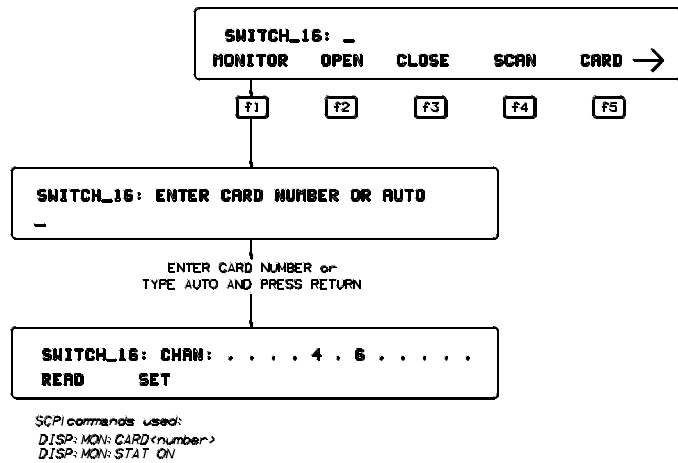 SWITCH_16: _
MONITOR OPEN CLOSE SCAN CARD →
f1 f2 f3 f4 f5
SWITCH_16: ENTER CARD NUMBER OR AUTO
_
ENTER CARD NUMBER or
TYPE AUTO AND PRESS RETURN
SWITCH_16: CHAN: . . . . 4 . 6 . . . . .
READ SET
SCPI commands used:
DISP:MON:CARD<number>
DISP:MON:STAT ON